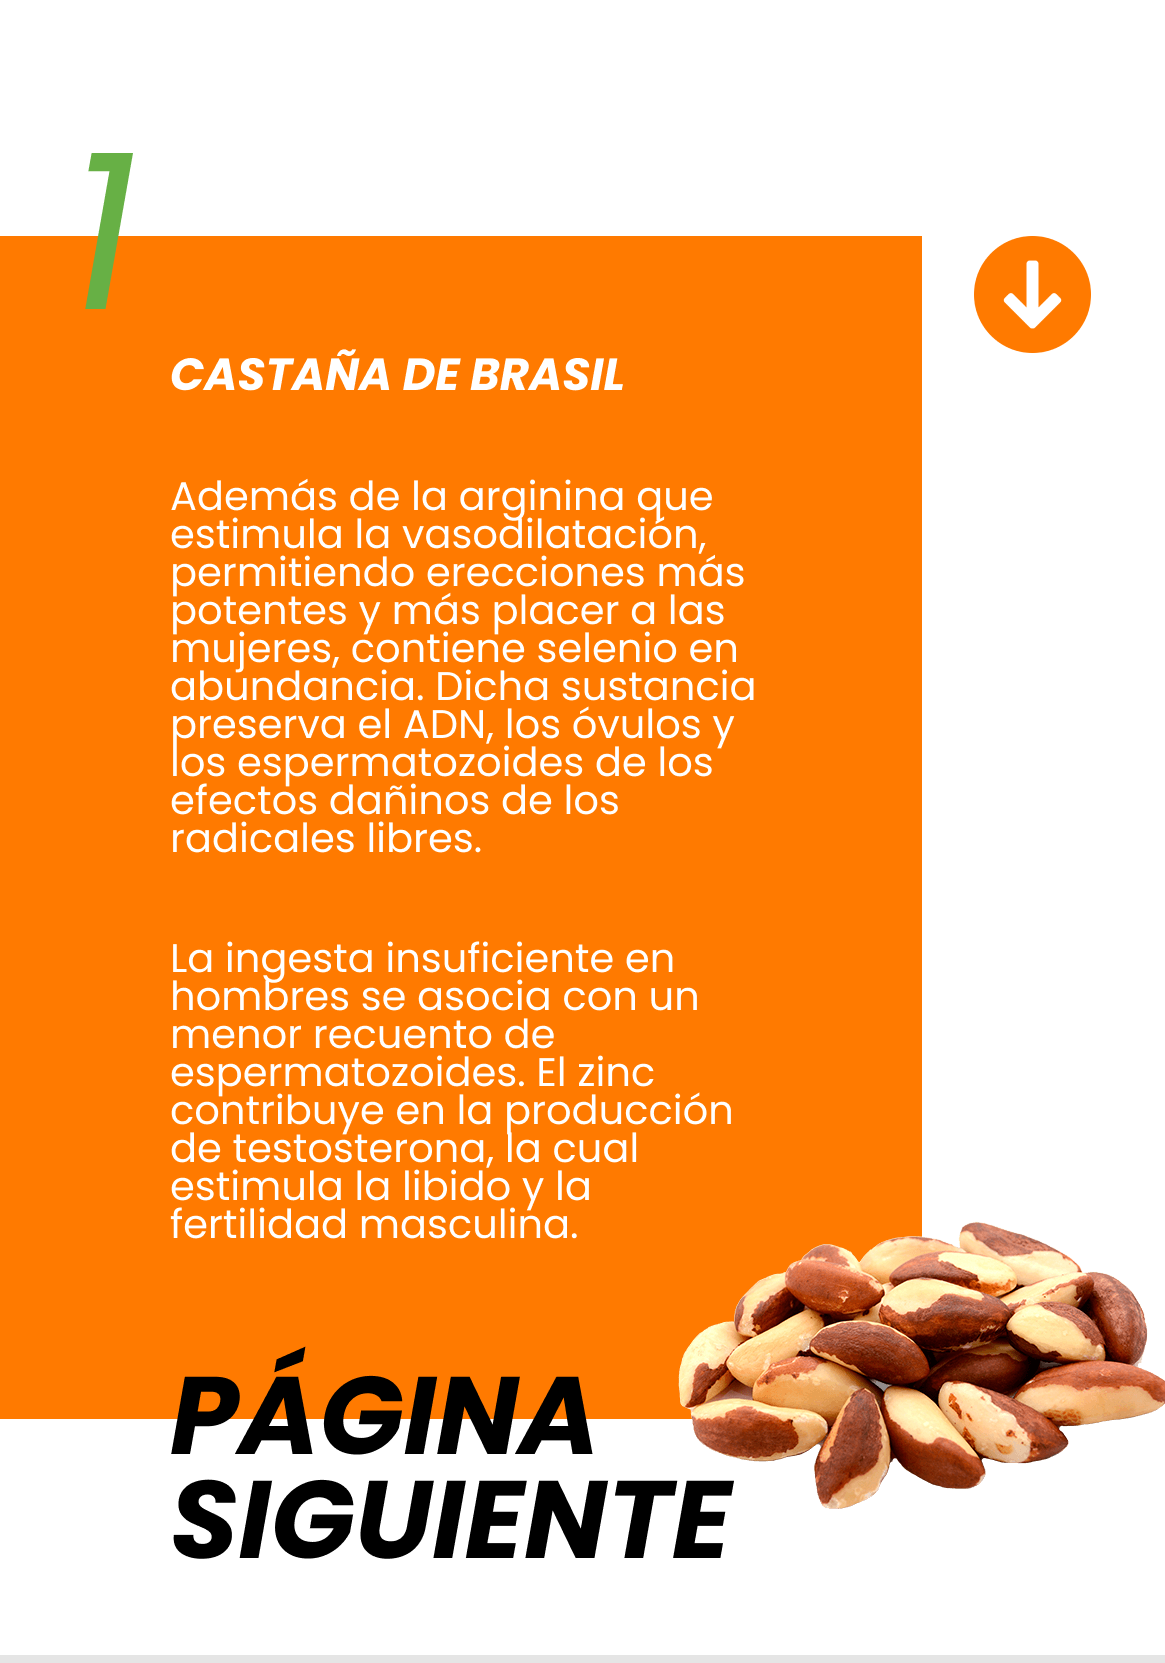 1
CASTAÑA DE BRASIL
Además de la arginina que
estimula la vasodilatación,
permitiendo erecciones más
potentes y más placer a las
mujeres, contiene selenio en
abundancia. Dicha sustancia
preserva el ADN, los óvulos y
los espermatozoides de los
efectos dañinos de los
radicales libres.
La ingesta insuficiente en
hombres se asocia con un
menor recuento de
espermatozoides. El zinc
contribuye en la producción
de testosterona, la cual
estimula la libido y la
fertilidad masculina.
PÁGINA
SIGUIENTE